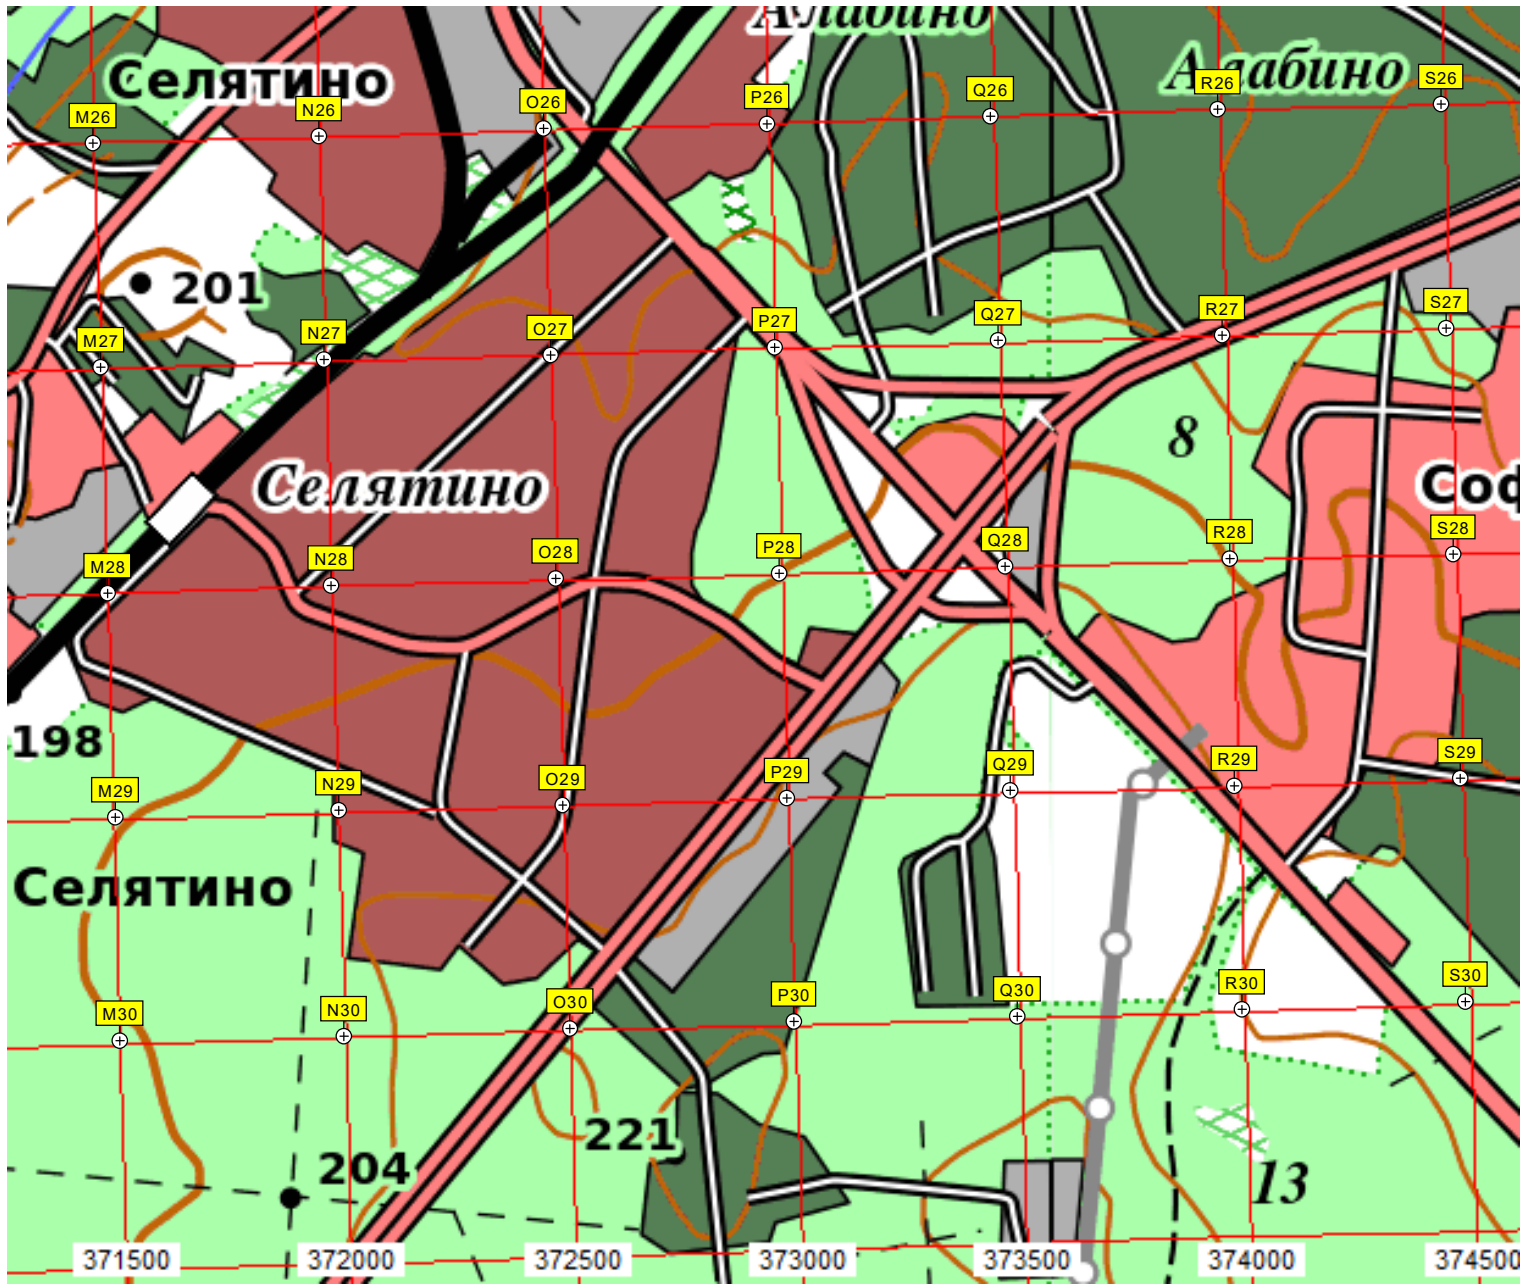 Алабино
Селятино
Алабино
M26
N26
O26
P26
Q26
R26
S26
201
M27
N27
O27
P27
Q27
R27
S27
8
Селятино
Соф
M28
N28
O28
P28
Q28
R28
S28
198
M29
N29
O29
P29
Q29
R29
S29
Селятино
M30
N30
O30
P30
Q30
R30
S30
221
204
13
371500
372000
372500
373000
373500
374000
374500